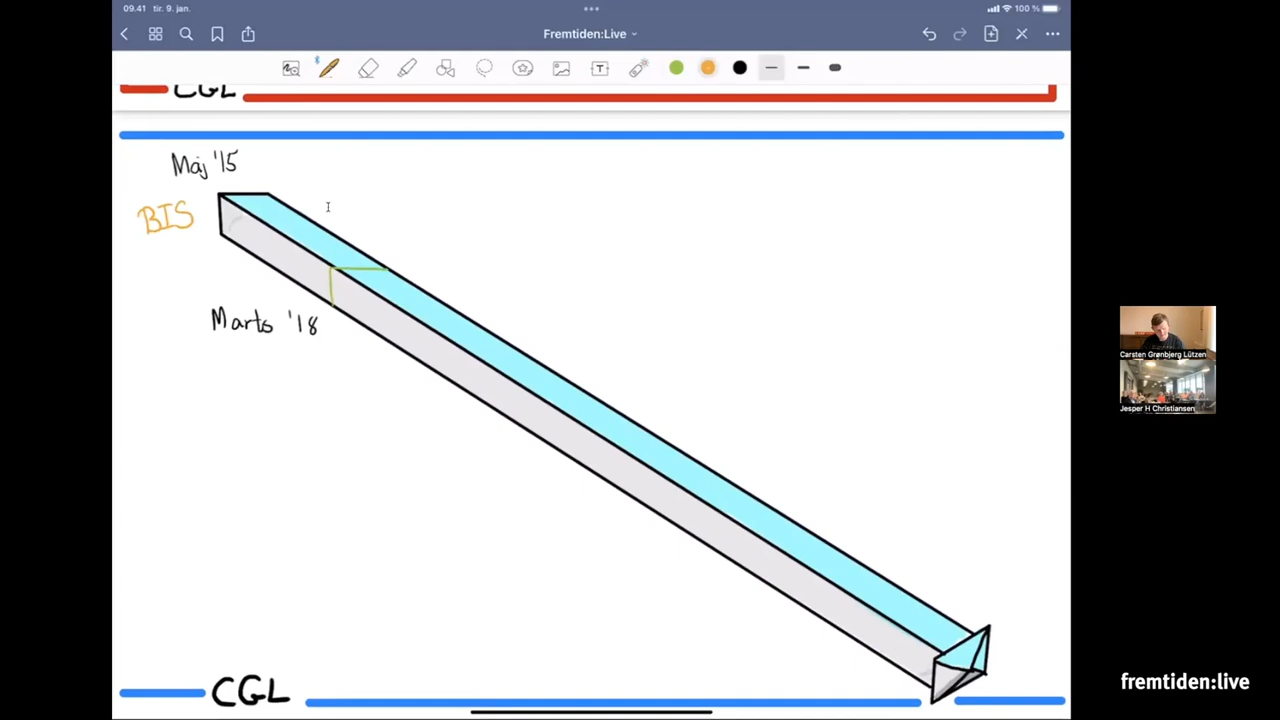 09.41 tir. 9. jan.
100 %
Fremtiden:Live
T
CGL
Maj '15
BIS
Marts '18
CGL
Carsten Grønbjerg Lützen
Jesper H Christiansen
fremtiden:live